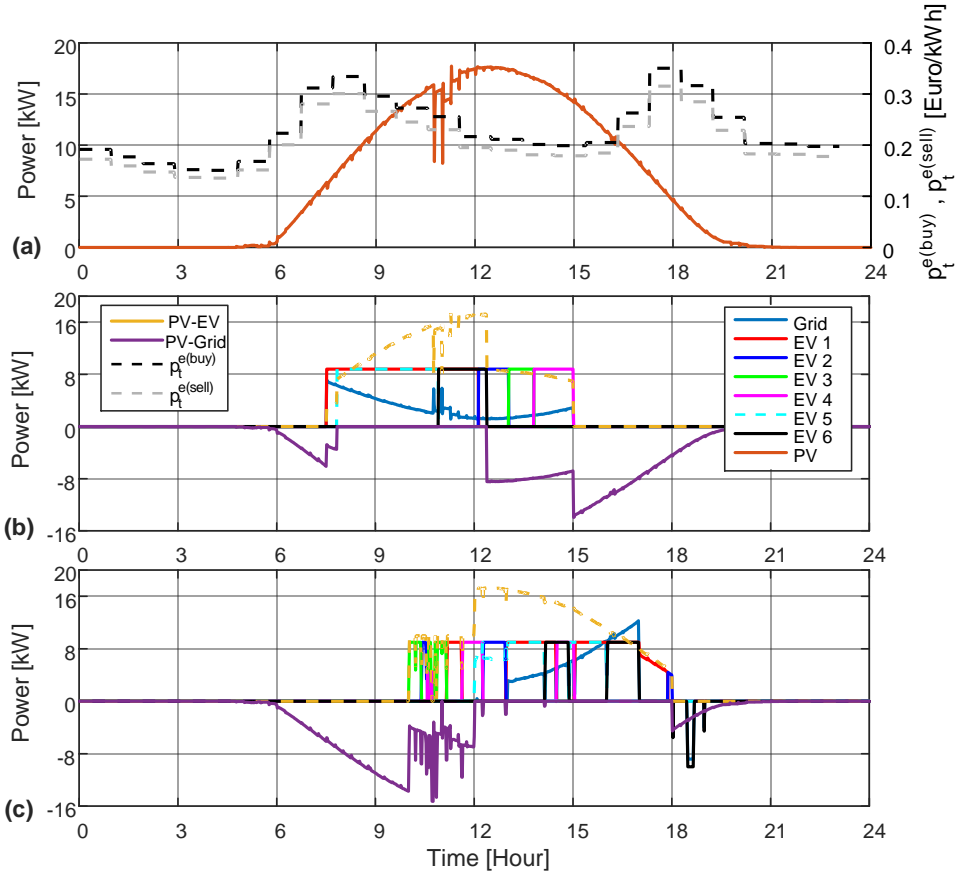 20 0.4
15 0.3
10 0.2
5 0.1
0 0
Power [kW]
p_t^e(buy) , p_t^e(sell) [Euro/kWh]
(a)
0 3 6 9 12 15 18 21 24
20
16
8
0
-8
-16
Power [kW]
PV-EV
PV-Grid
p_t^e(buy)
p_t^e(sell)
Grid
EV 1
EV 2
EV 3
EV 4
EV 5
EV 6
PV
(b)
0 3 6 9 12 15 18 21 24
20
16
8
0
-8
-16
Power [kW]
(c)
0 3 6 9 12 15 18 21 24
Time [Hour]